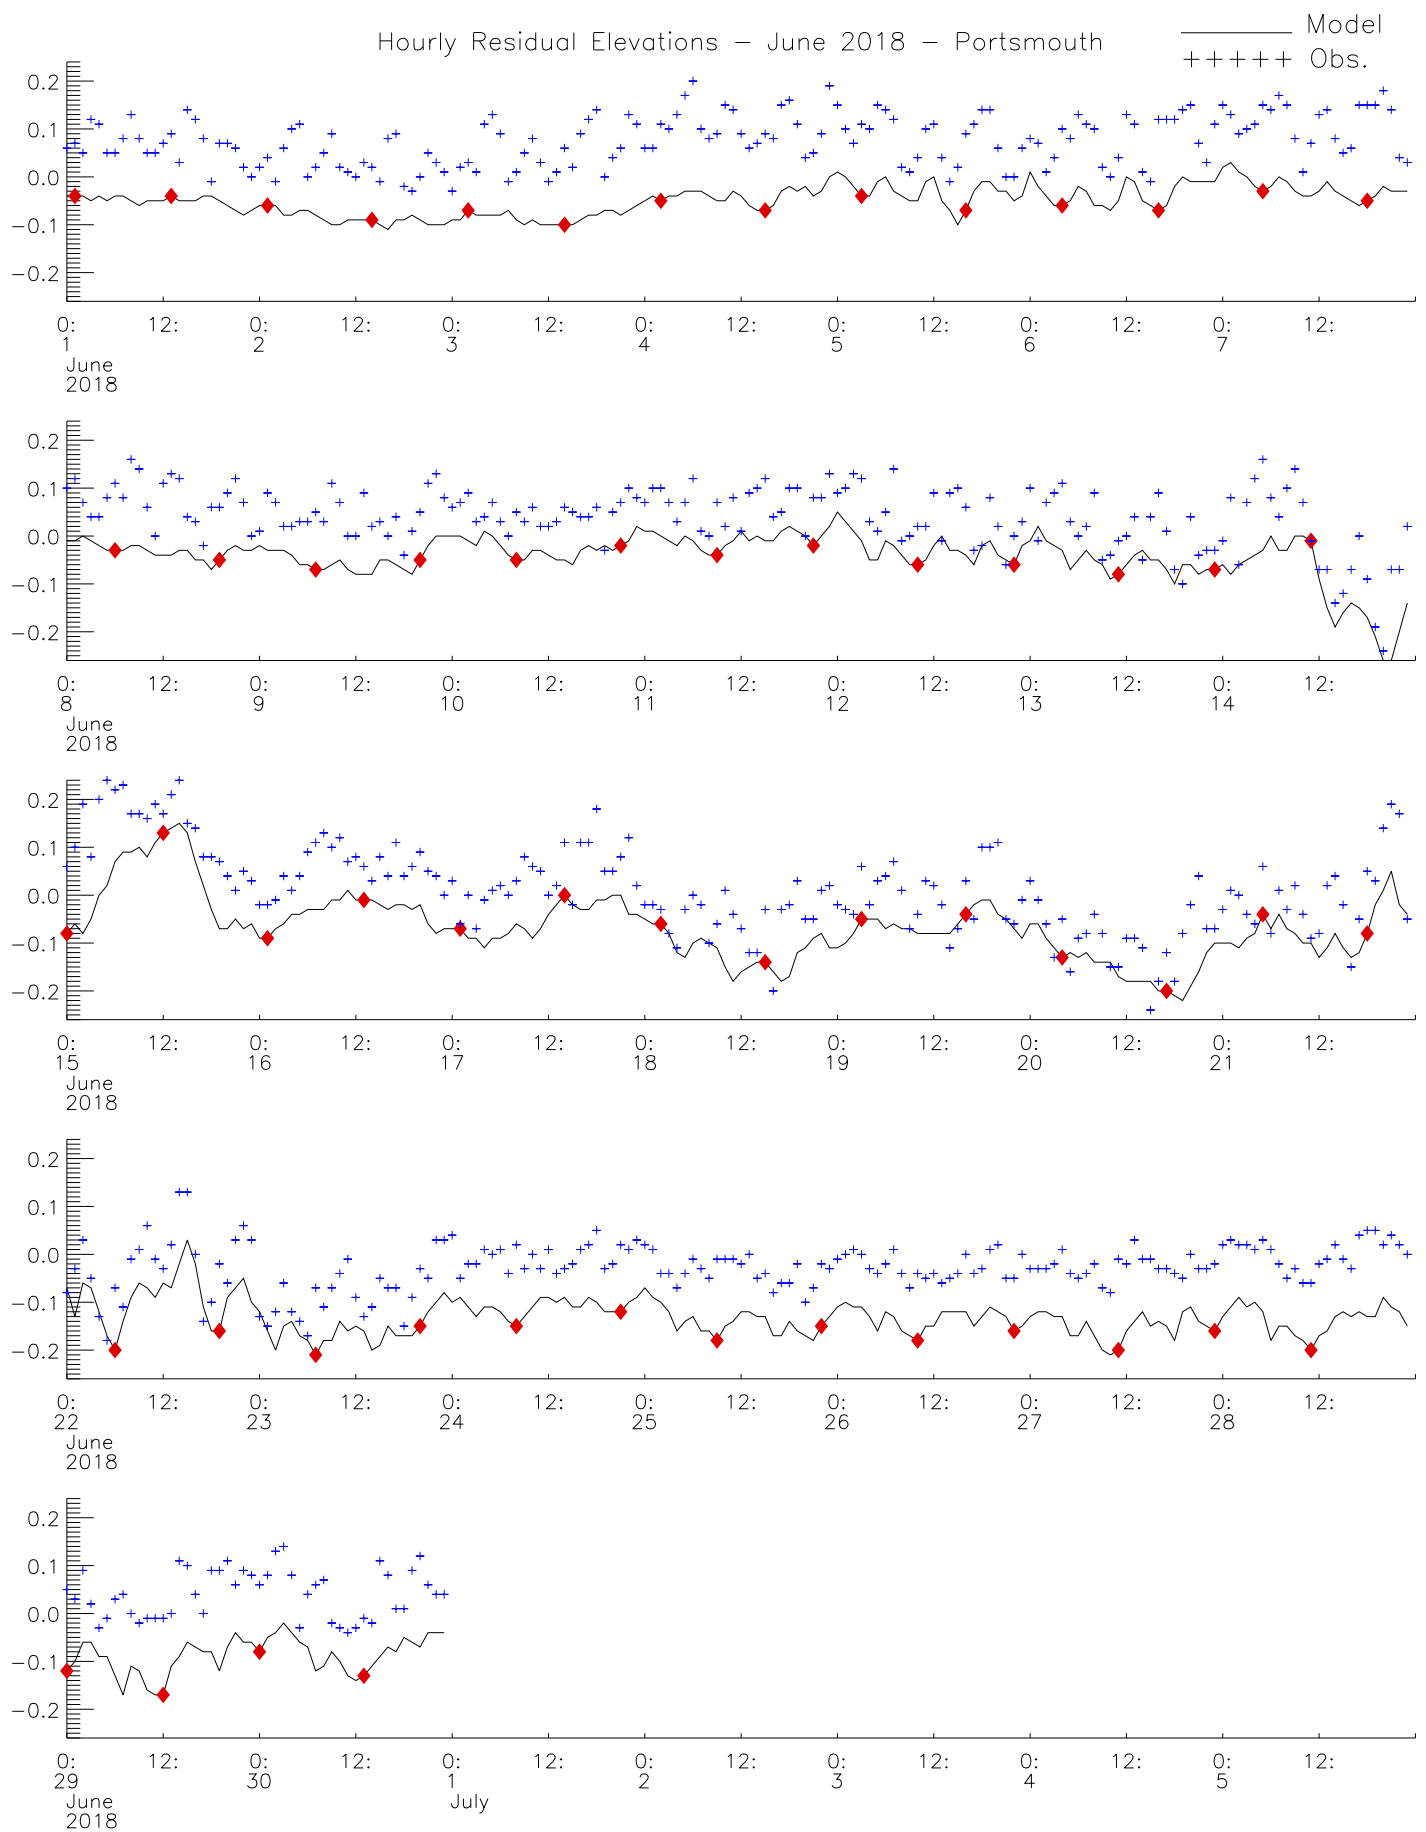 Hourly Residual Elevations − June 2018 − Portsmouth
Model
+++++ Obs.
0.2
0.1
0.0
−0.1
−0.2
0: 12: 0: 12: 0: 12: 0: 12: 0: 12: 0: 12: 0: 12:
1 2 3 4 5 6 7
June
2018
0.2
0.1
0.0
−0.1
−0.2
0: 12: 0: 12: 0: 12: 0: 12: 0: 12: 0: 12: 0: 12:
8 9 10 11 12 13 14
June
2018
0.2
0.1
0.0
−0.1
−0.2
0: 12: 0: 12: 0: 12: 0: 12: 0: 12: 0: 12: 0: 12:
15 16 17 18 19 20 21
June
2018
0.2
0.1
0.0
−0.1
−0.2
0: 12: 0: 12: 0: 12: 0: 12: 0: 12: 0: 12: 0: 12:
22 23 24 25 26 27 28
June
2018
0.2
0.1
0.0
−0.1
−0.2
0: 12: 0: 12: 0: 12: 0: 12: 0: 12: 0: 12: 0: 12:
29 30 1 2 3 4 5
June July
2018